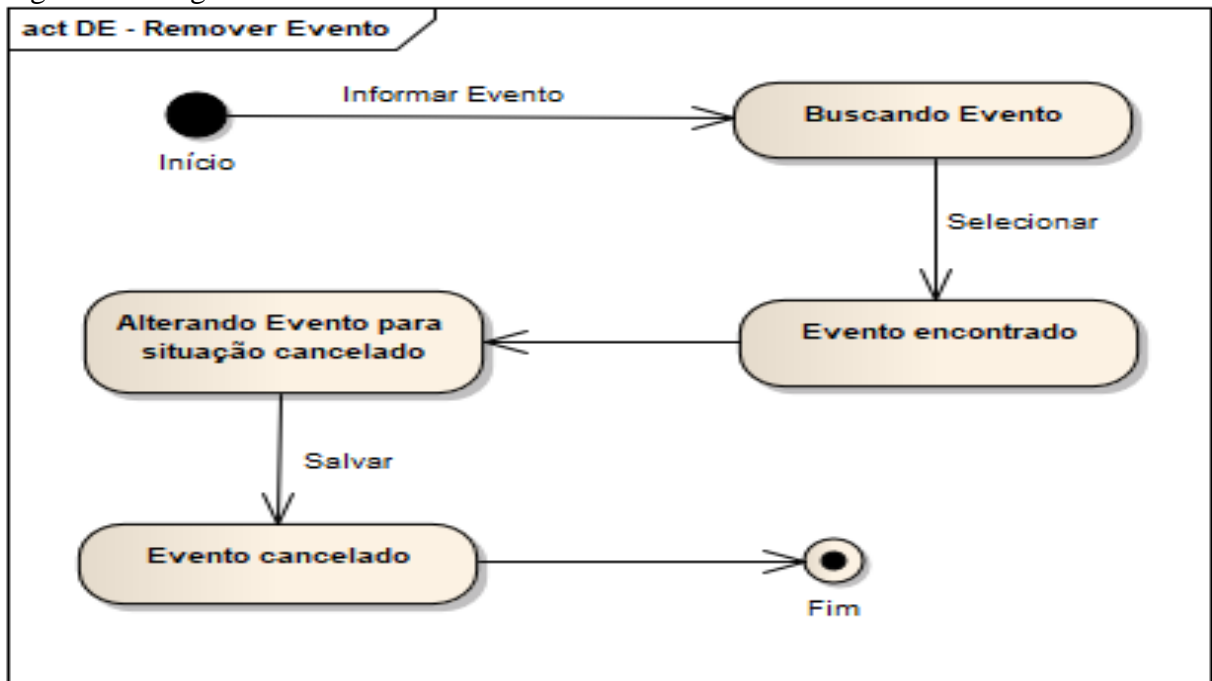 act DE - Remover Evento
Informar Evento
Buscando Evento
Início
Selecionar
Alterando Evento para
situação cancelado
Evento encontrado
Salvar
Evento cancelado
Fim